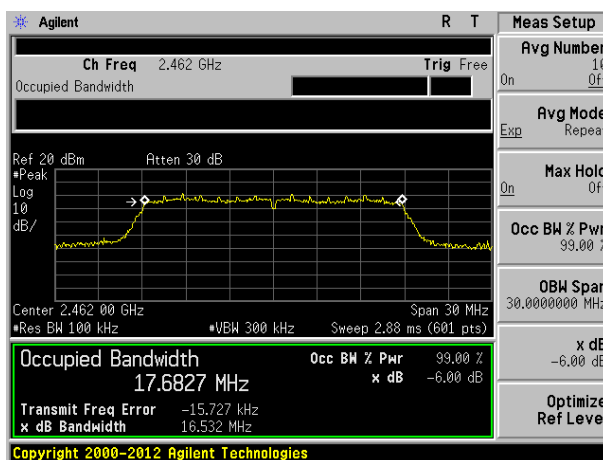 Agilent R T Meas Setup
Ch Freq 2.462 GHz Trig Free
Occupied Bandwidth
Ref 20 dBm Atten 30 dB
#Peak
Log
10
dB/
Center 2.462 00 GHz Span 30 MHz
#Res BW 100 kHz #VBW 300 kHz Sweep 2.88 ms (601 pts)
Occupied Bandwidth Occ BW % Pwr 99.00 %
17.6827 MHz x dB -6.00 dB
Transmit Freq Error -15.727 kHz
x dB Bandwidth 16.532 MHz
Copyright 2000-2012 Agilent Technologies
Avg Number
10
On Of
Avg Mode
Exp Repea
Max Hold
On Of
Occ BW % Pwr
99.00 %
OBW Span
30.0000000 MHz
x dB
-6.00 dB
Optimize
Ref Leve